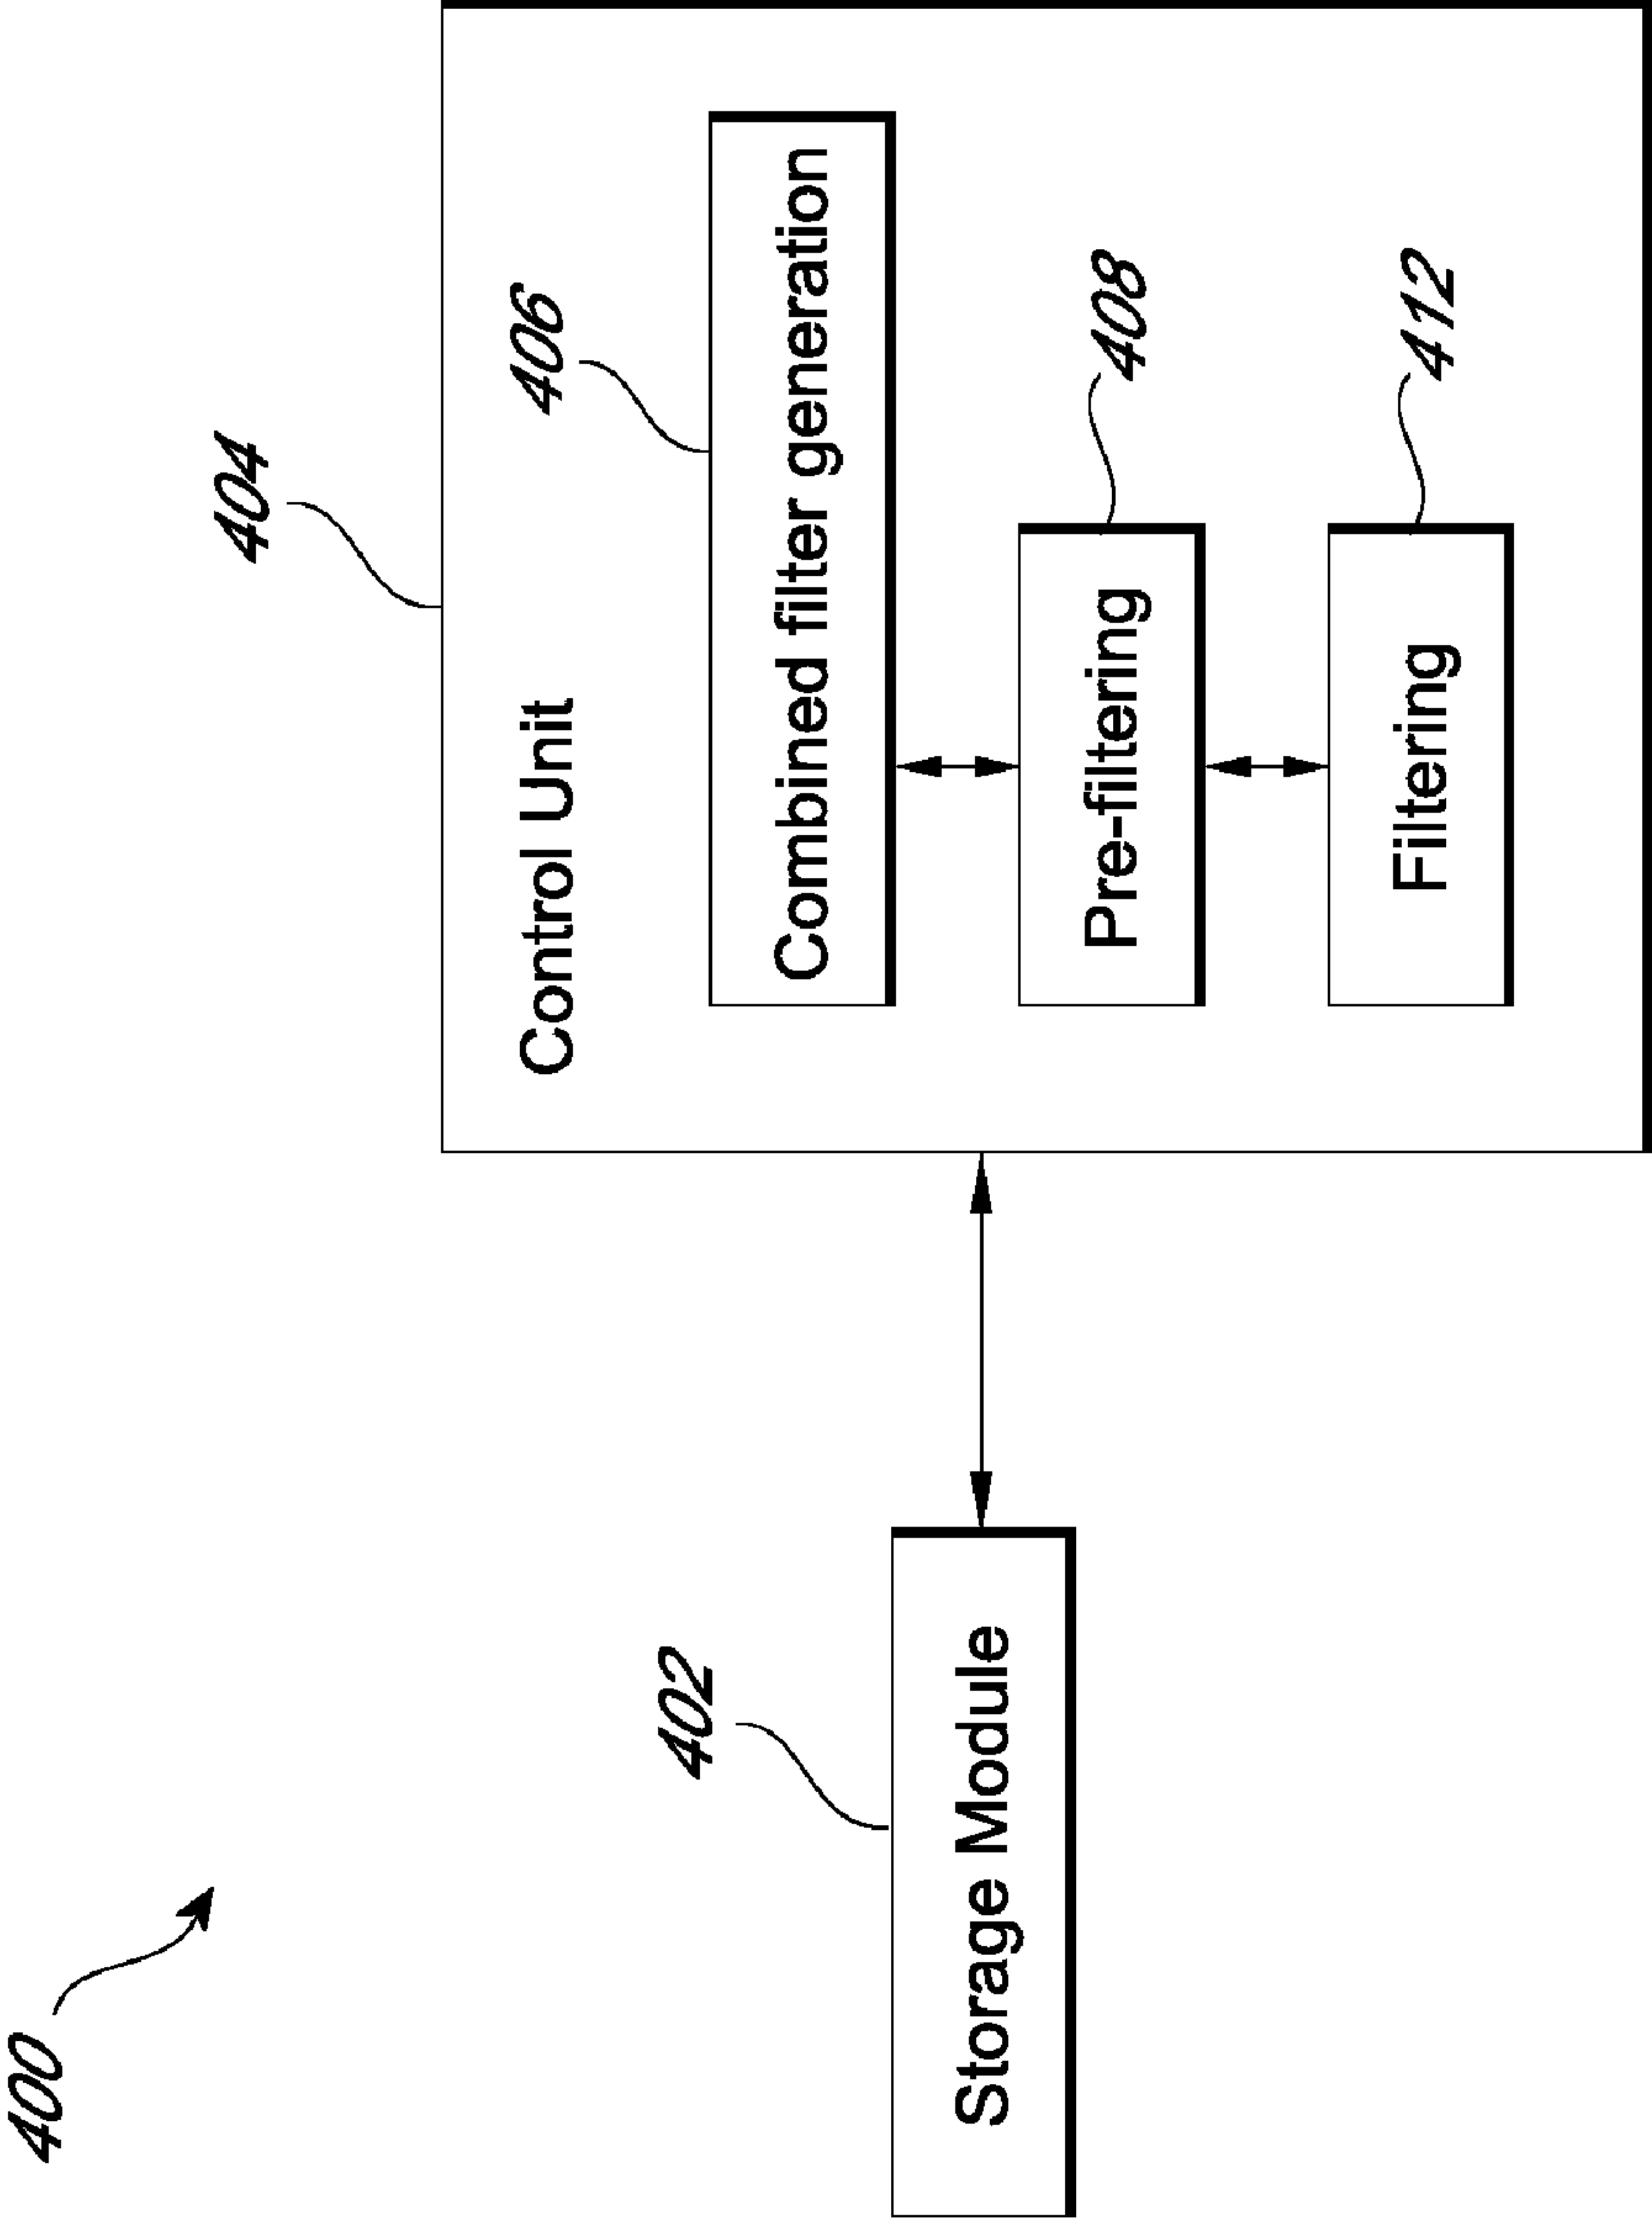 400
404
Control Unit
406
Combined filter generation
402
Storage Module
408
Pre-filtering
412
Filtering